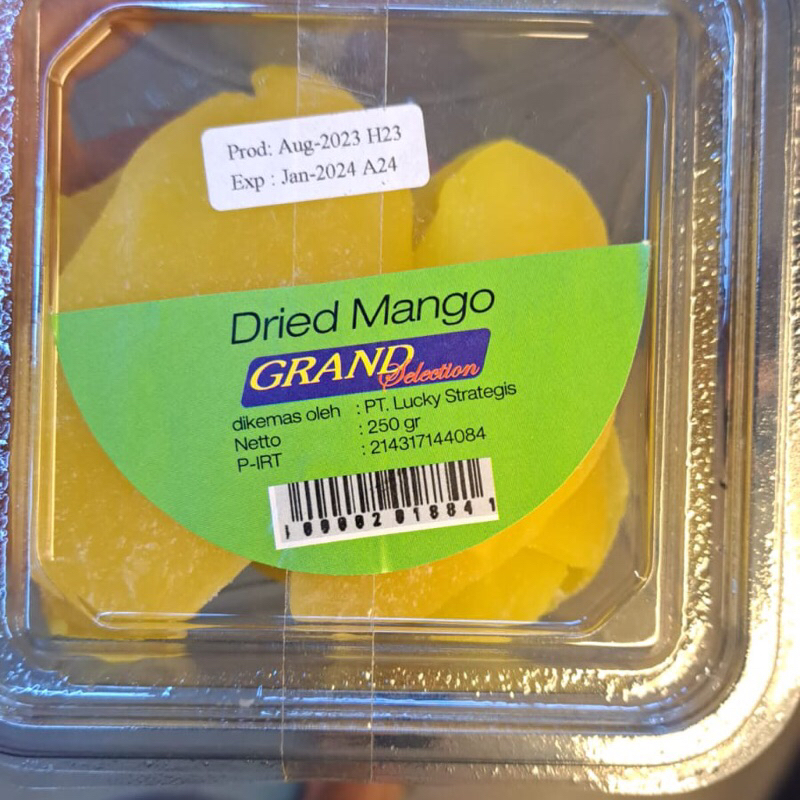 Prod: Aug-2023 H23
Exp : Jan-2024 A24
Dried Mango
GRAND Selection
dikemas oleh : PT. Lucky Strategis
Netto : 250 gr
P-IRT : 214317144084